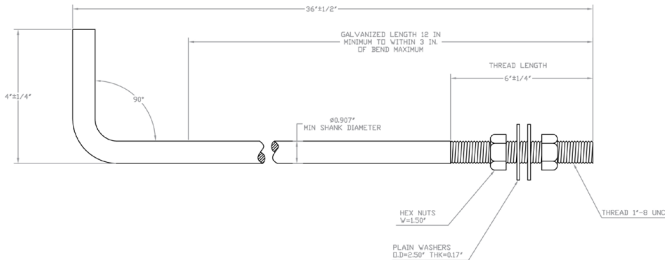 36"±1/2"
GALVANIZED LENGTH 12 IN
MINIMUM TO WITHIN 3 IN.
OF BEND MAXIMUM
THREAD LENGTH
6"±1/4"
4"±1/4"
90°
Ø0.907"
MIN SHANK DIAMETER
HEX NUTS
W=1.50"
THREAD 1"-8 UNC
PLAIN WASHERS
O.D=2.50" THK=0.17"